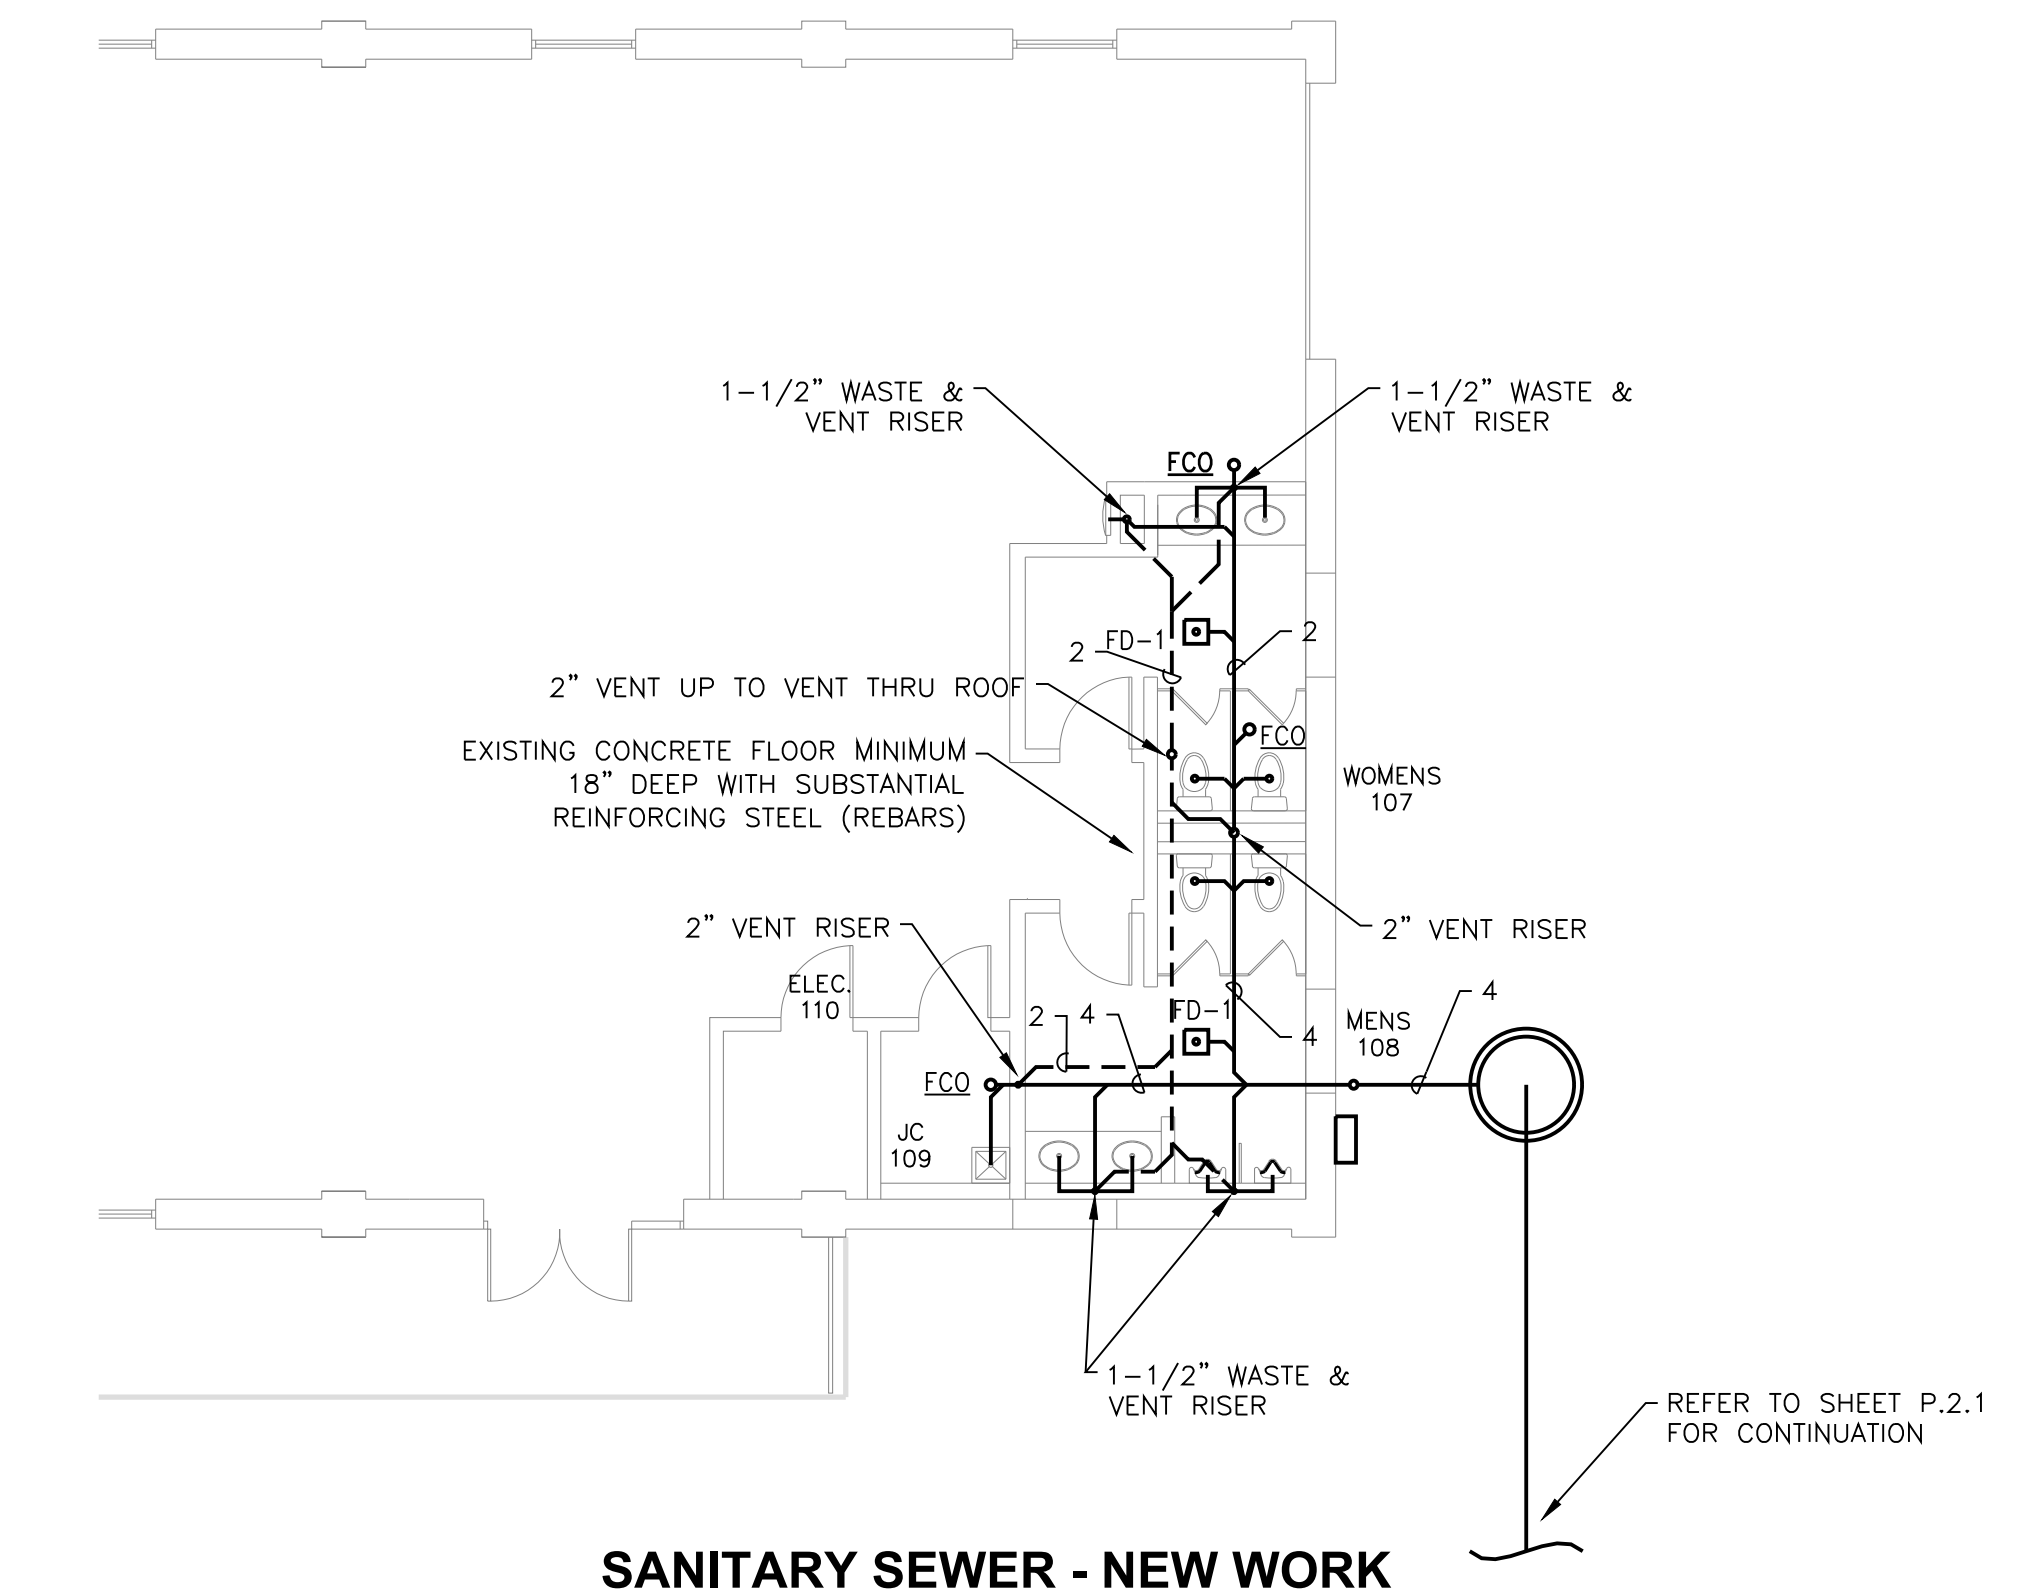 1-1/2" WASTE &
VENT RISER
1-1/2" WASTE &
VENT RISER
FCO
2
FD-1
2
2" VENT UP TO VENT THRU ROOF
FCO
EXISTING CONCRETE FLOOR MINIMUM
18" DEEP WITH SUBSTANTIAL
REINFORCING STEEL (REBARS)
WOMENS
107
2" VENT RISER
2" VENT RISER
ELEC.
110
2
4
FD-1
4
MENS
108
4
FCO
JC
109
1-1/2" WASTE &
VENT RISER
REFER TO SHEET P.2.1
FOR CONTINUATION
SANITARY SEWER - NEW WORK